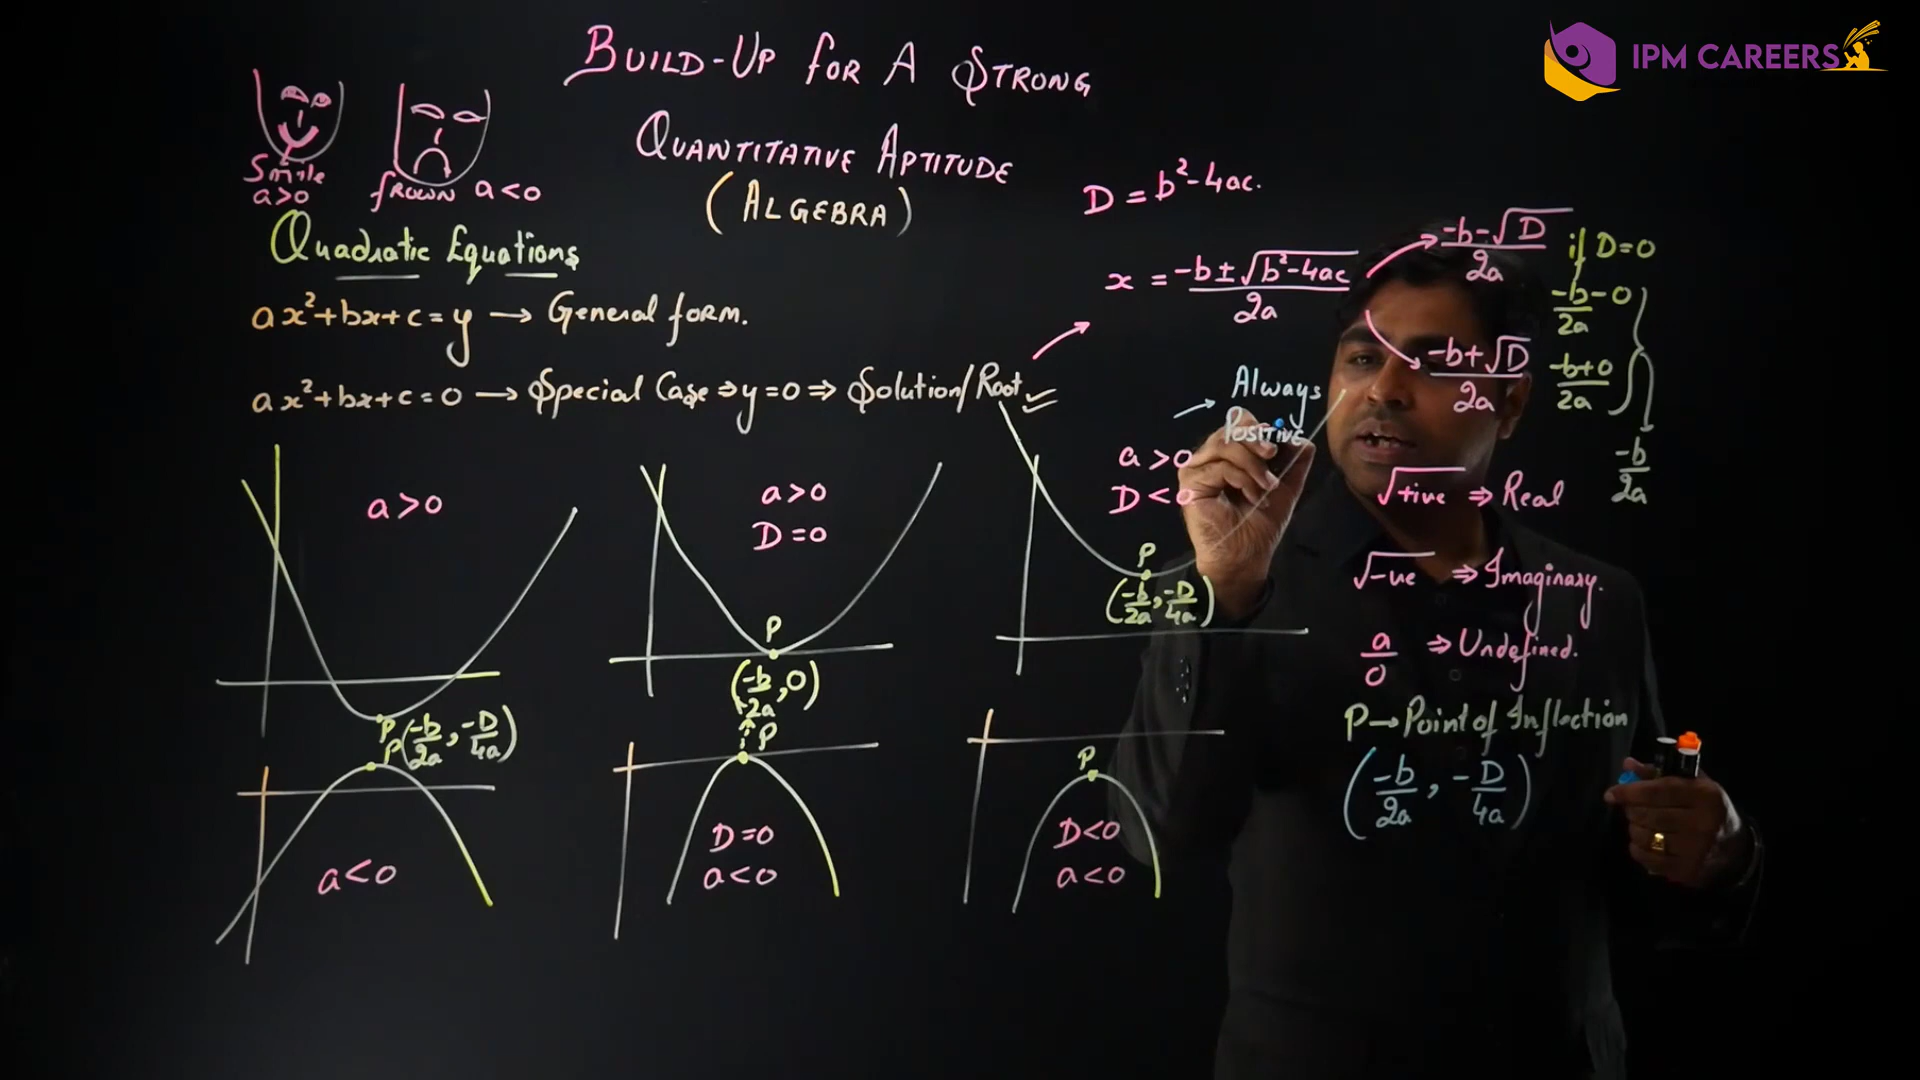 IPM CAREERS
BUILD-UP FOR A STRONG
QUANTITATIVE APTITUDE
(ALGEBRA)
Smile
a>0
fROWN a<0
Quadratic Equations
ax²+bx+c=y → General form.
ax²+bx+c=0 → Special Case ⇒ y=0 ⇒ Solution/Root
D = b²-4ac.
x = (-b±√(b²-4ac))/2a
(-b-√D)/2a
(-b+√D)/2a
if D=0
(-b-0)/2a
(-b+0)/2a
-b/2a
Always
POSITIVE
a>0
P(-b/2a, -D/4a)
a>0
D=0
P
(-b/2a, 0)
a>0
D<0
P
(-b/2a, -D/4a)
P
a<0
P
D=0
a<0
P
D<0
a<0
√+ive ⇒ Real
√-ve ⇒ Imaginary.
a/0 ⇒ Undefined.
P→Point of Inflection
(-b/2a, -D/4a)